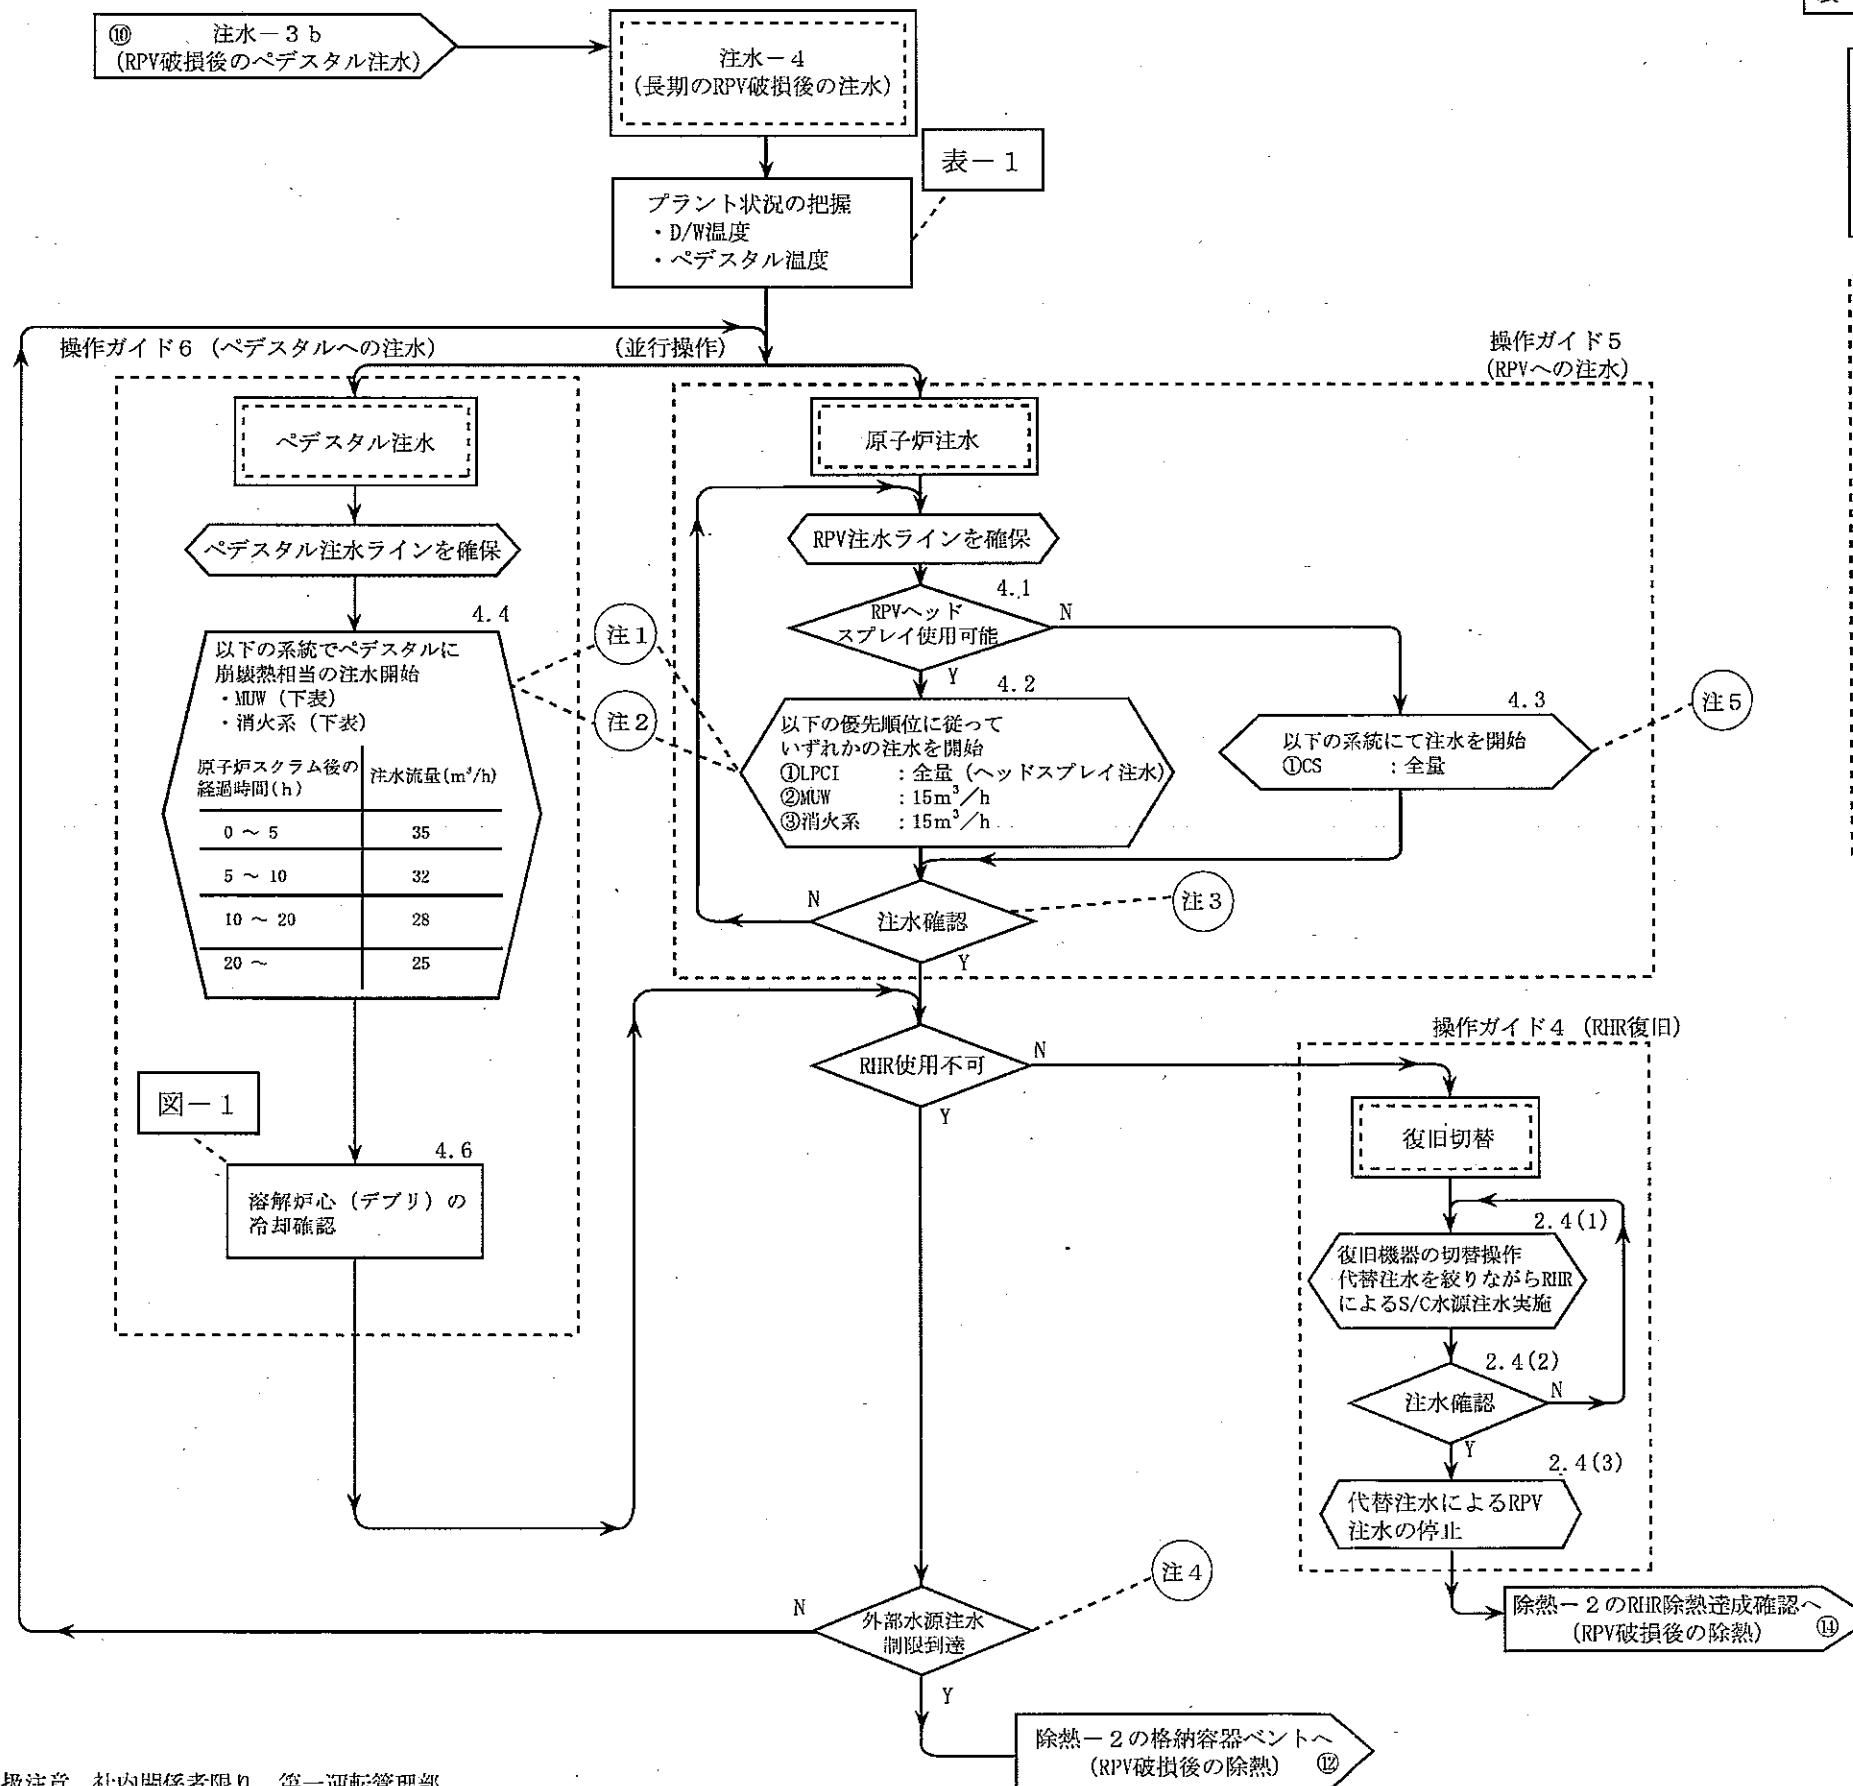 ⑩ 注水－３ｂ
(RPV破損後のペデスタル注水)
注水－４
(長期のRPV破損後の注水)
表－１
プラント状況の把握
・D/W温度
・ペデスタル温度
操作ガイド６ (ペデスタルへの注水)
(並行操作)
操作ガイド５
(RPVへの注水)
ペデスタル注水
原子炉注水
ペデスタル注水ラインを確保
RPV注水ラインを確保
4.1
RPVヘッド
スプレイ使用可能
N
Y
4.4
以下の系統でペデスタルに
崩壊熱相当の注水開始
・MUW (下表)
・消火系 (下表)
原子炉スクラム後の
経過時間(h)
注水流量(m³/h)
0 ～ 5 35
5 ～ 10 32
10 ～ 20 28
20 ～ 25
注１
注２
4.2
以下の優先順位に従って
いずれかの注水を開始
①LPCI ：全量 (ヘッドスプレイ注水)
②MUW ：15m³／h
③消火系 ：15m³／h
4.3
以下の系統にて注水を開始
①CS ：全量
注５
注水確認
N
Y
注３
RHR使用不可
N
Y
操作ガイド４ (RHR復旧)
復旧切替
2.4(1)
復旧機器の切替操作
代替注水を絞りながらRHR
によるS/C水源注水実施
2.4(2)
注水確認
N
Y
2.4(3)
代替注水によるRPV
注水の停止
除熱－２のRHR除熱達成確認へ
(RPV破損後の除熱) ⑭
図－１
4.6
溶解炉心 (デブリ) の
冷却確認
注４
外部水源注水
制限到達
N
Y
除熱－２の格納容器ベントへ
(RPV破損後の除熱) ⑫
扱注意 社内関係者限り 第一運転管理部